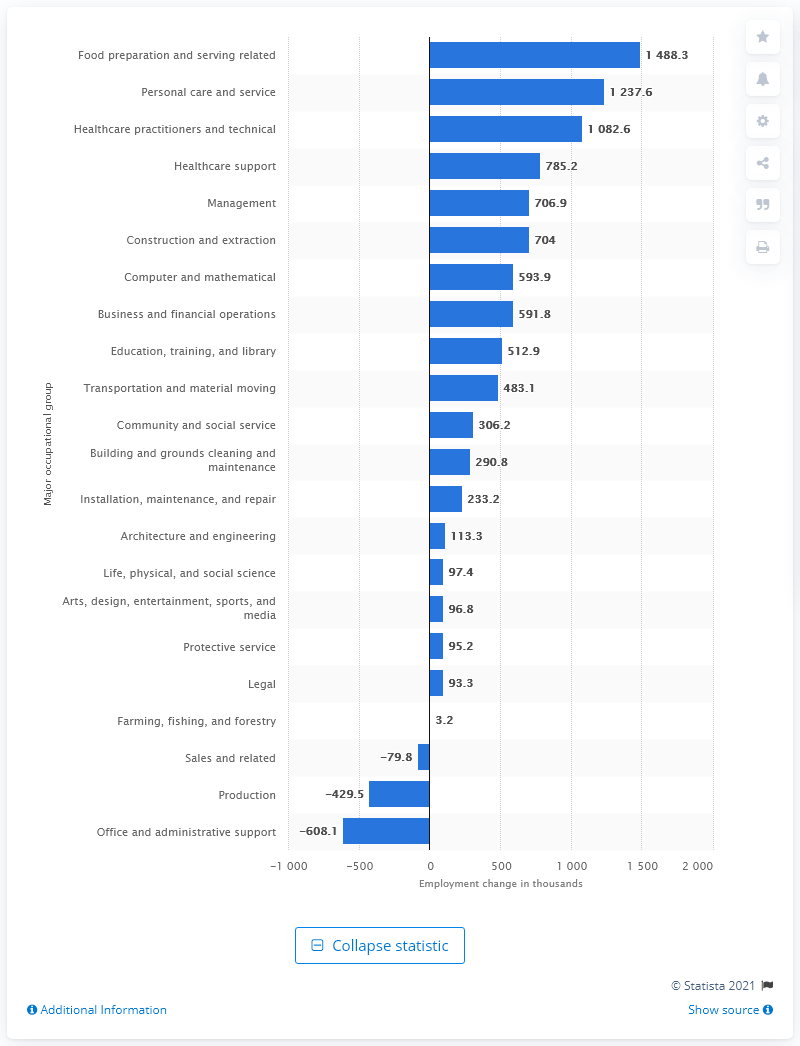 Food preparation and serving related 1 488.3
Personal care and service 1 237.6
Healthcare practitioners and technical 1 082.6
Healthcare support 785.2
Management 706.9
Construction and extraction 704
Computer and mathematical 593.9
Business and financial operations 591.8
Education, training, and library 512.9
Transportation and material moving 483.1
Community and social service 306.2
Building and grounds cleaning and
maintenance 290.8
Installation, maintenance, and repair 233.2
Architecture and engineering 113.3
Life, physical, and social science 97.4
Arts, design, entertainment, sports, and
media 96.8
Protective service 95.2
Legal 93.3
Farming, fishing, and forestry 3.2
Sales and related −79.8
Production −429.5
Office and administrative support −608.1
Major occupational group
−1 000 −500 0 500 1 000 1 500 2 000
Employment change in thousands
Collapse statistic
© Statista 2021
Additional Information Show source